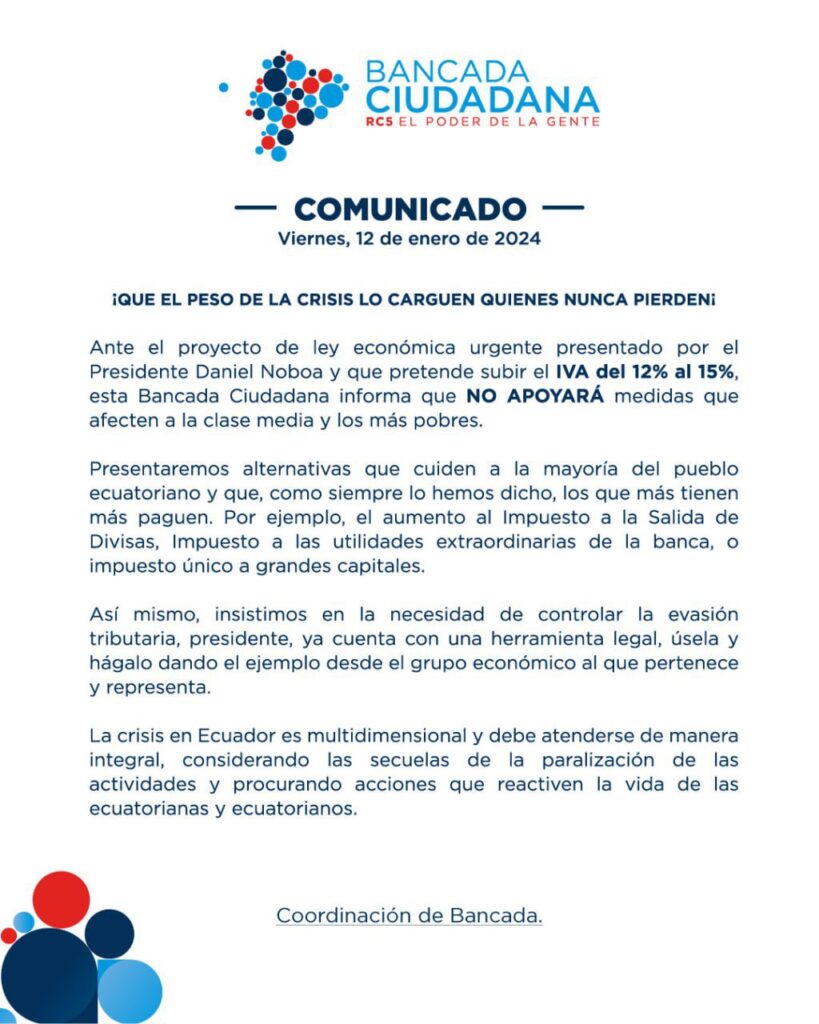 BANCADA
CIUDADANA
RC5 EL PODER DE LA GENTE
COMUNICADO
Viernes, 12 de enero de 2024
¡QUE EL PESO DE LA CRISIS LO CARGUEN QUIENES NUNCA PIERDEN¡
Ante el proyecto de ley económica urgente presentado por el
Presidente Daniel Noboa y que pretende subir el IVA del 12% al 15%,
esta Bancada Ciudadana informa que NO APOYARÁ medidas que
afecten a la clase media y los más pobres.
Presentaremos alternativas que cuiden a la mayoría del pueblo
ecuatoriano y que, como siempre lo hemos dicho, los que más tienen
más paguen. Por ejemplo, el aumento al Impuesto a la Salida de
Divisas, Impuesto a las utilidades extraordinarias de la banca, o
impuesto único a grandes capitales.
Así mismo, insistimos en la necesidad de controlar la evasión
tributaria, presidente, ya cuenta con una herramienta legal, úsela y
hágalo dando el ejemplo desde el grupo económico al que pertenece
y representa.
La crisis en Ecuador es multidimensional y debe atenderse de manera
integral, considerando las secuelas de la paralización de las
actividades y procurando acciones que reactiven la vida de las
ecuatorianas y ecuatorianos.
Coordinación de Bancada.